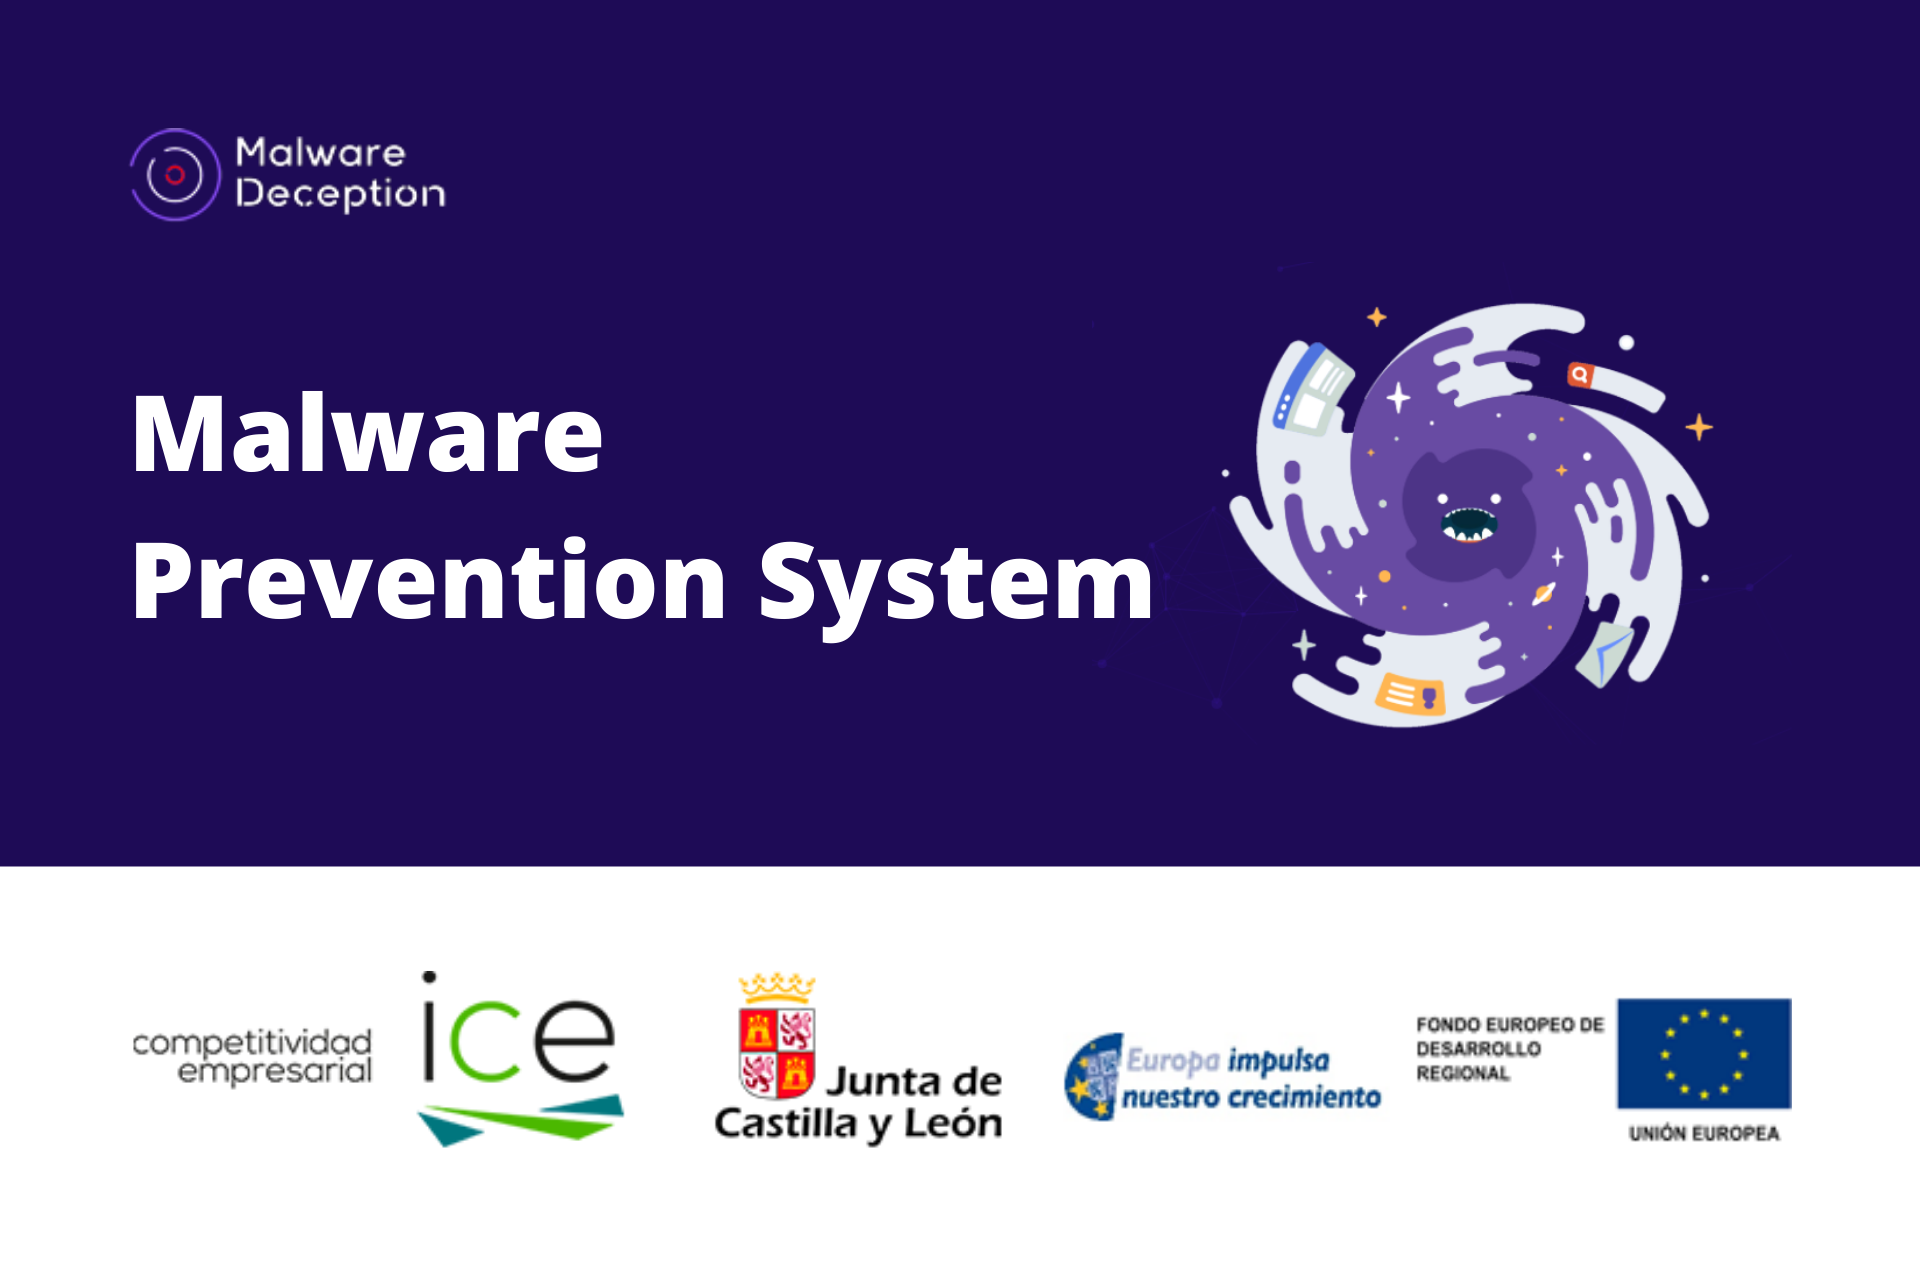 Malware
Deception
Malware
Prevention System
competitividad
empresarial
ice
Junta de
Castilla y León
Europa impulsa
nuestro crecimiento
FONDO EUROPEO DE
DESARROLLO
REGIONAL
UNIÓN EUROPEA